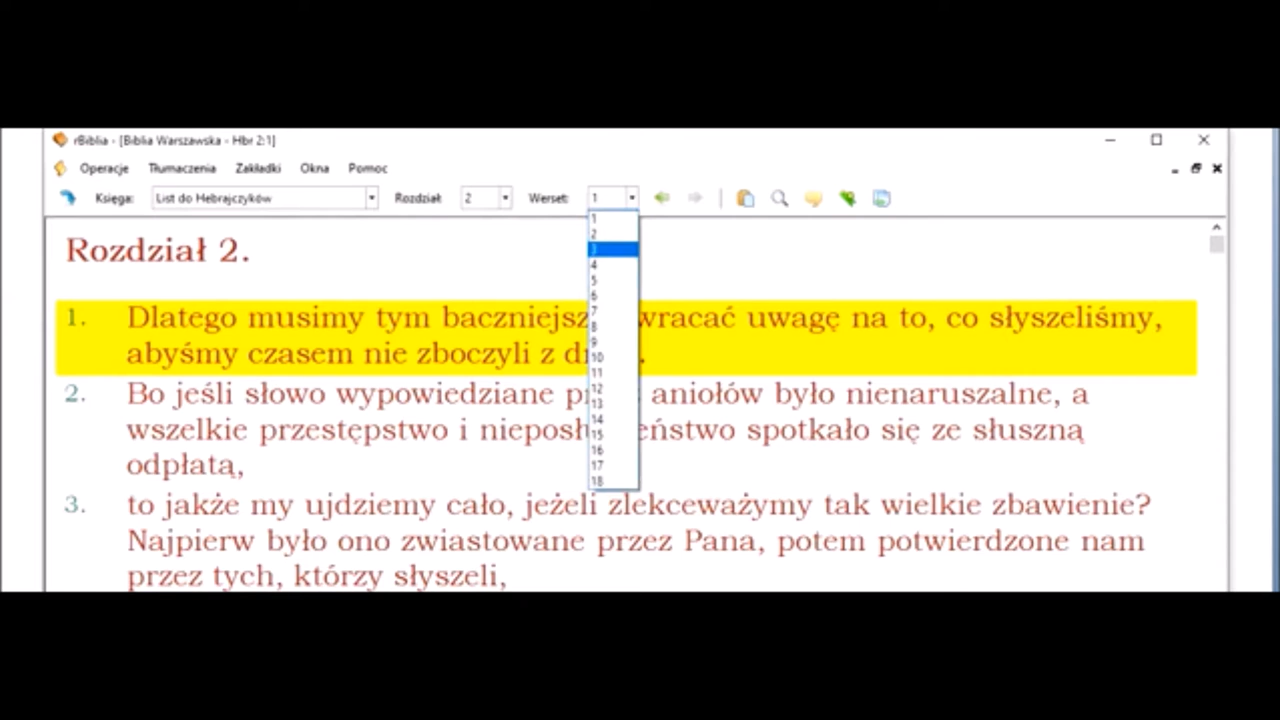 rBiblia - [Biblia Warszawska - Hbr 2:1]
Operacje Tłumaczenia Zakładki Okna Pomoc
Księga: List do Hebrajczyków Rozdział 2 Werset: 1
1
2
3
4
5
6
7
8
9
10
11
12
13
14
15
16
17
18
Rozdział 2.
1. Dlatego musimy tym baczniejsz wracać uwagę na to, co słyszeliśmy,
abyśmy czasem nie zboczyli z d .
2. Bo jeśli słowo wypowiedziane p aniołów było nienaruszalne, a
wszelkie przestępstwo i niepos eństwo spotkało się ze słuszną
odpłatą,
3. to jakże my ujdziemy cało, jeżeli zlekceważymy tak wielkie zbawienie?
Najpierw było ono zwiastowane przez Pana, potem potwierdzone nam
przez tych, którzy słyszeli,